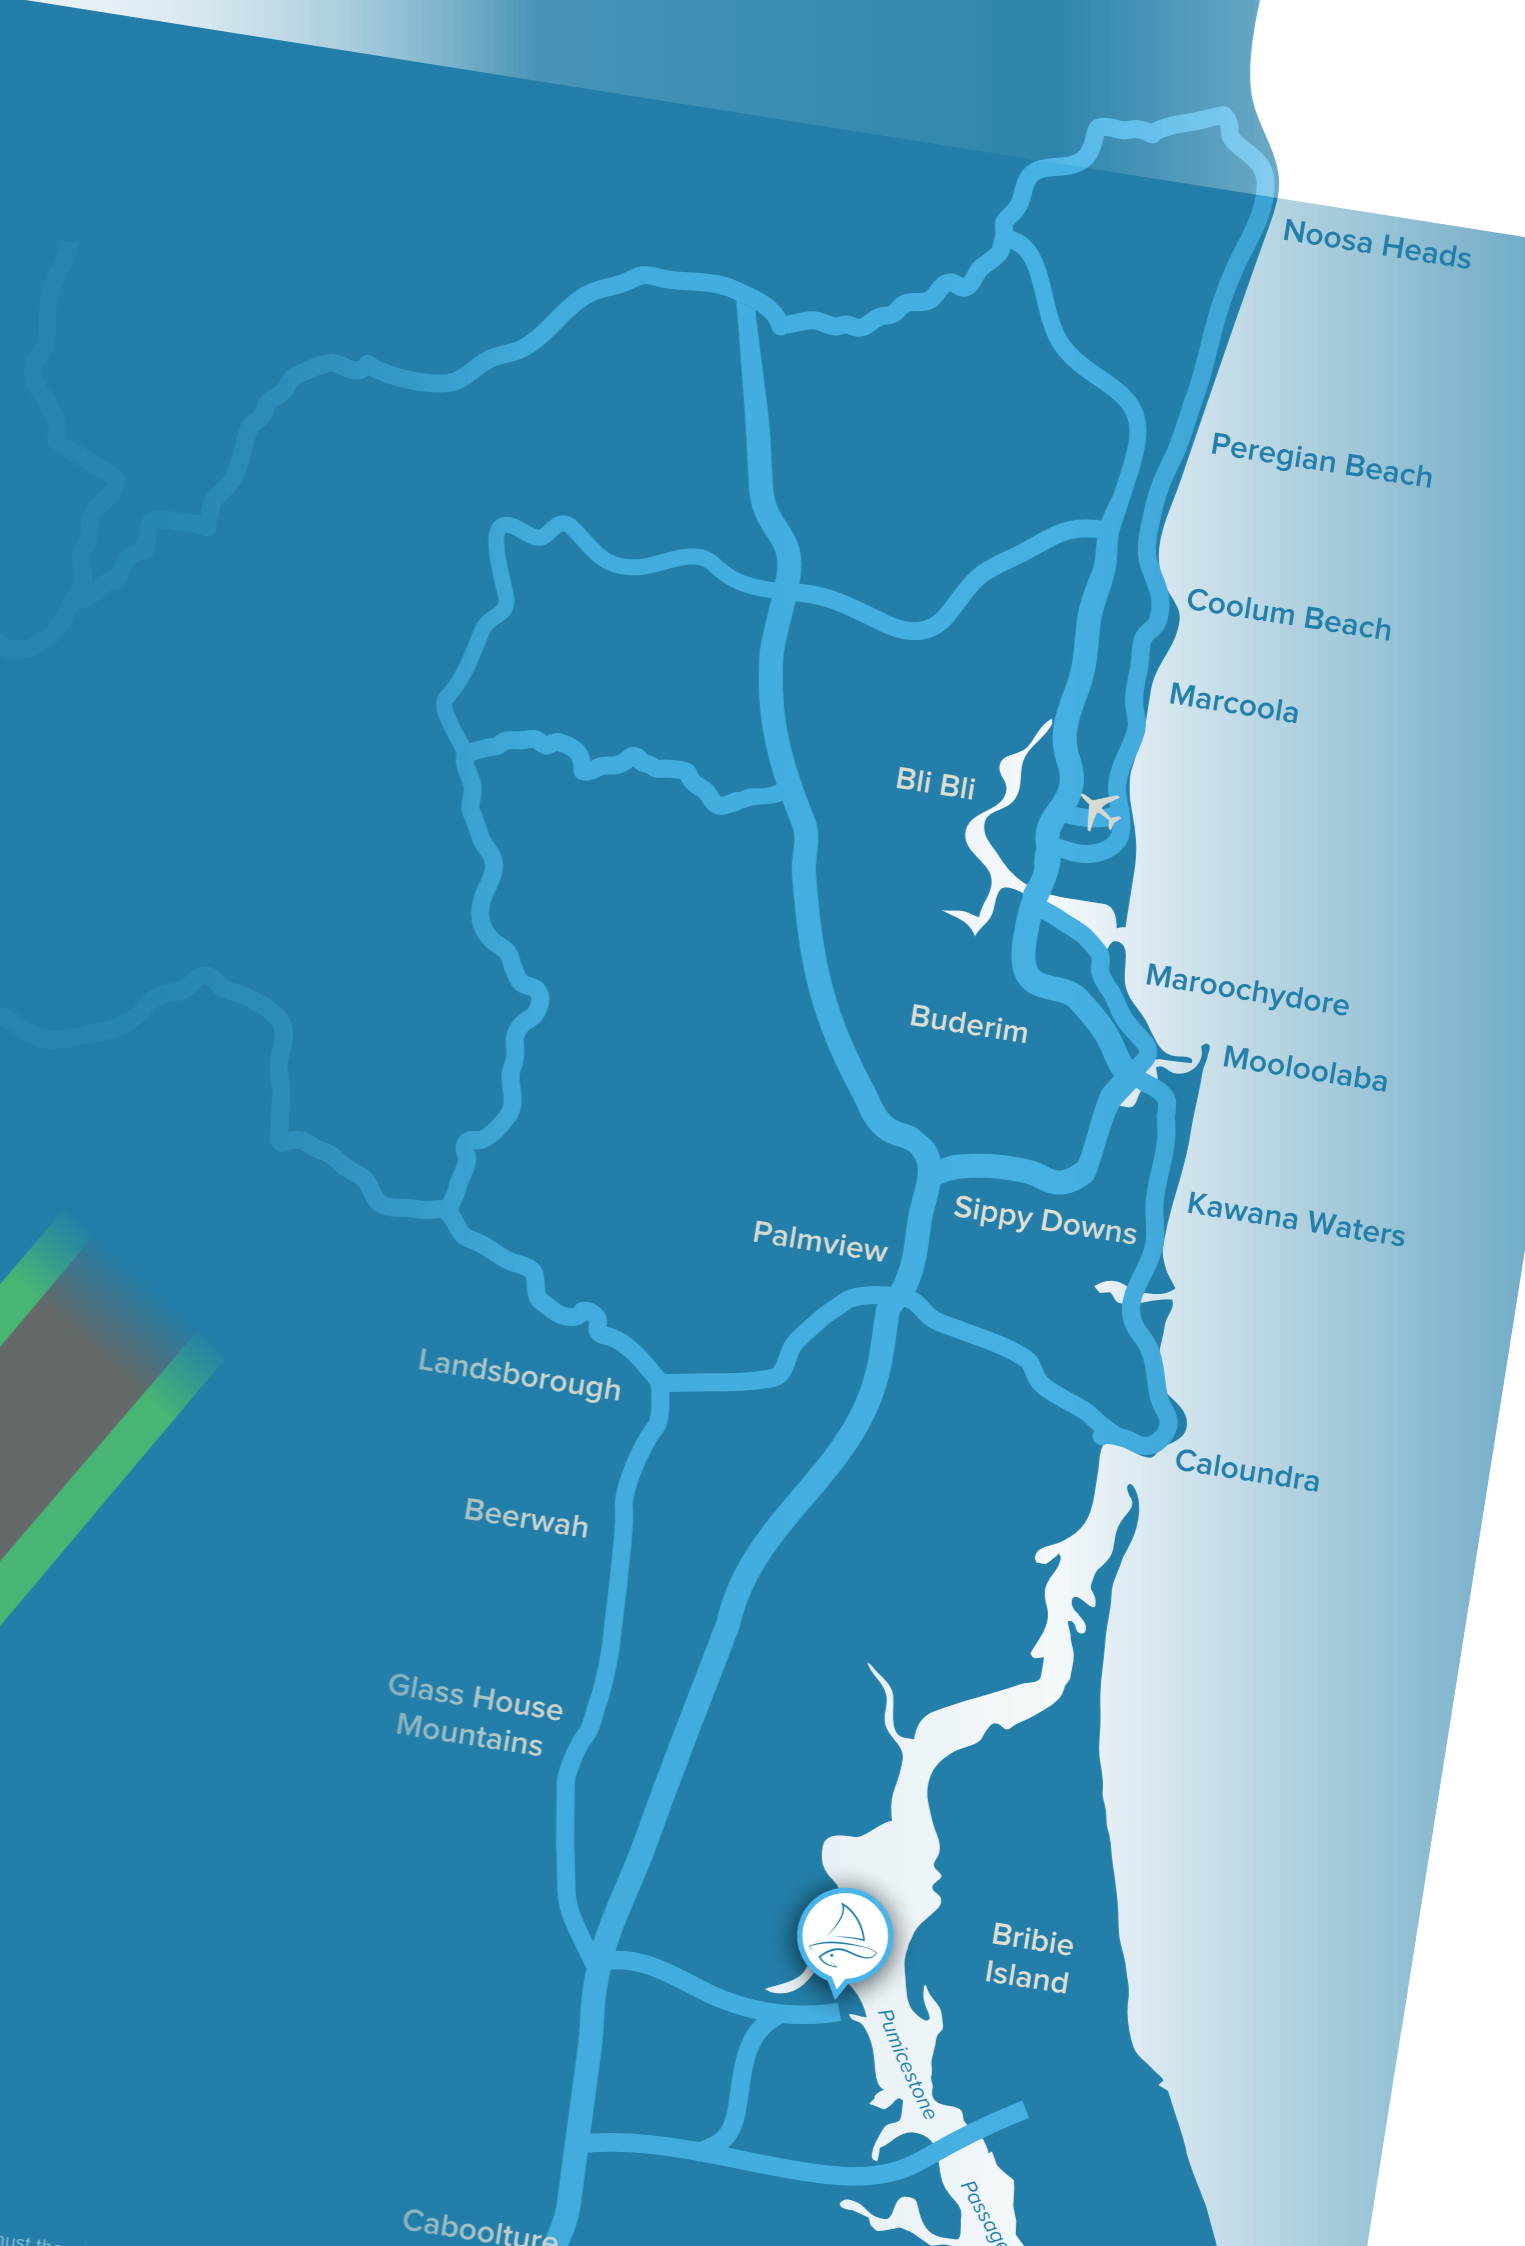 Noosa Heads
Peregian Beach
Coolum Beach
Marcoola
Bli Bli
Maroochydore
Buderim
Mooloolaba
Kawana Waters
Sippy Downs
Palmview
Landsborough
Caloundra
Beerwah
Glass House
Mountains
Bribie
Island
Pumicestone
Passage
Caboolture